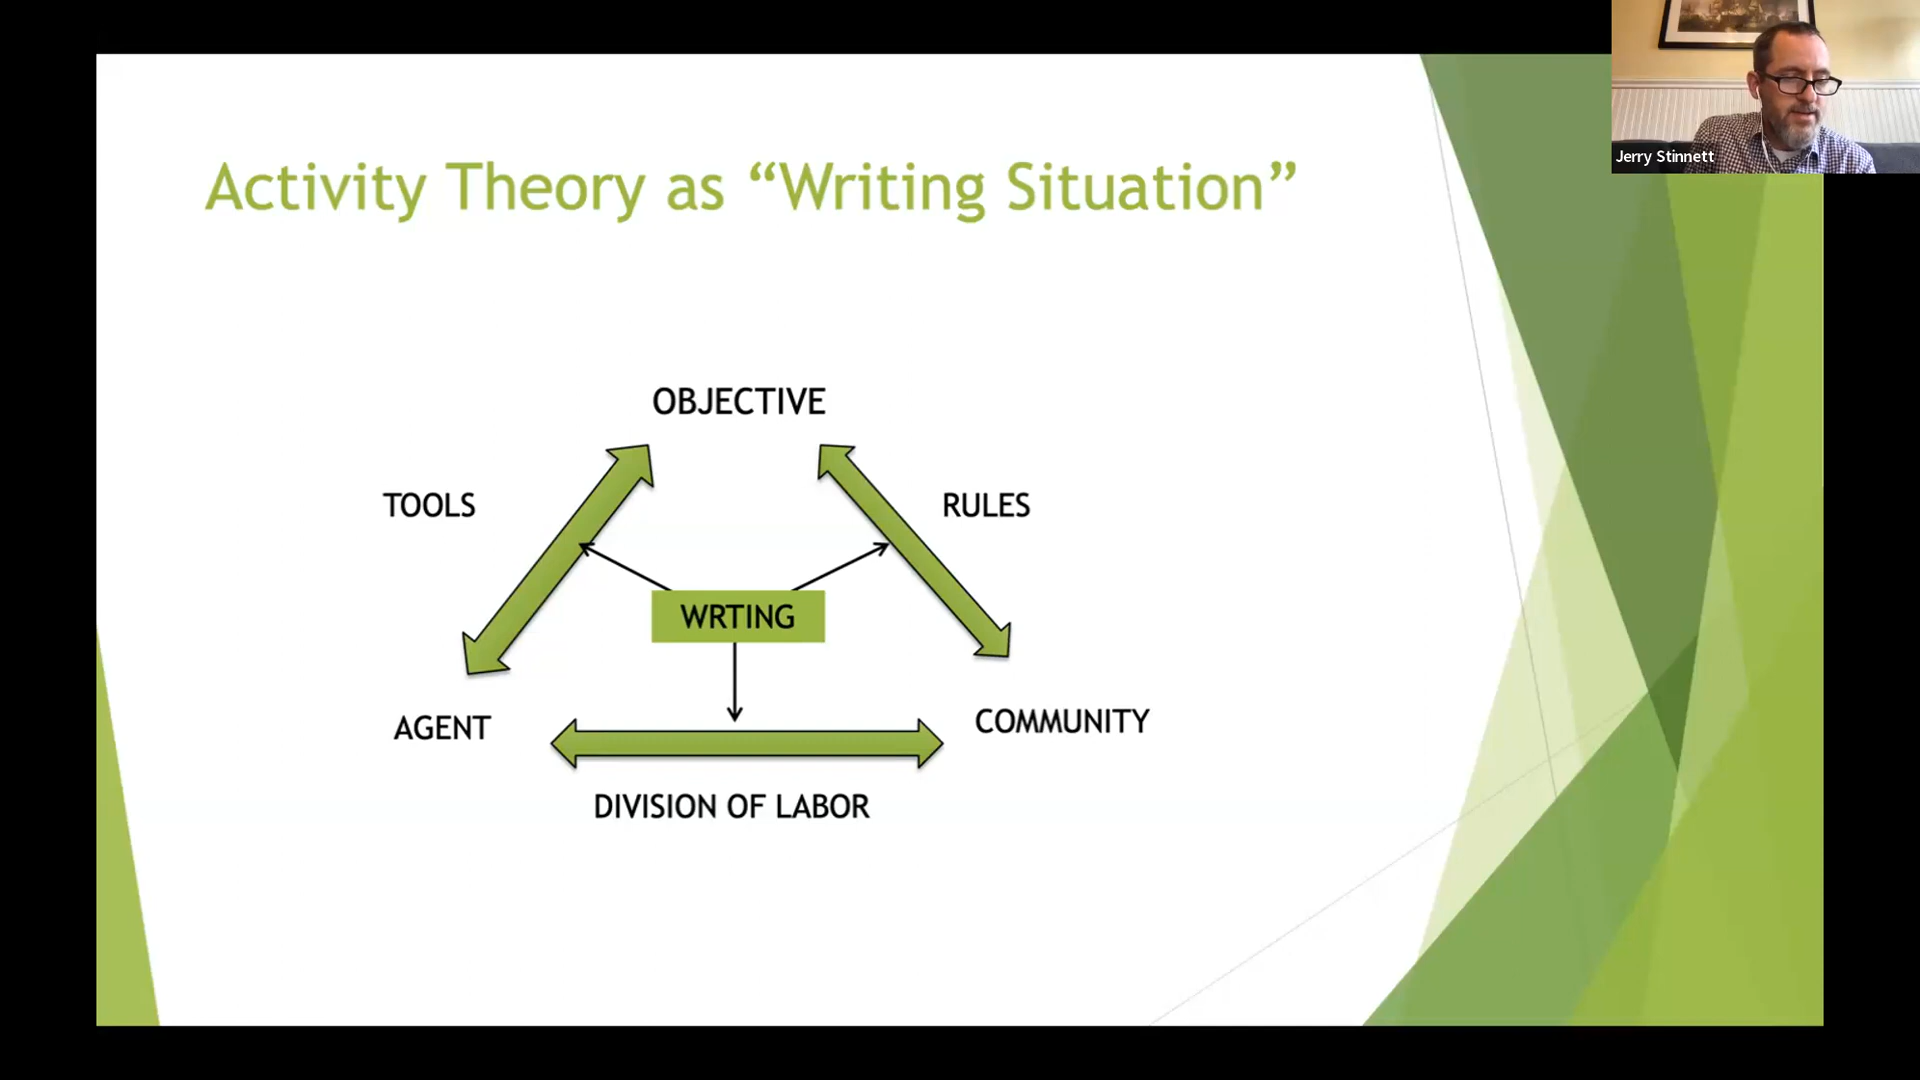 Jerry Stinnett
Activity Theory as “Writing Situation”
OBJECTIVE
TOOLS
RULES
WRTING
AGENT
COMMUNITY
DIVISION OF LABOR